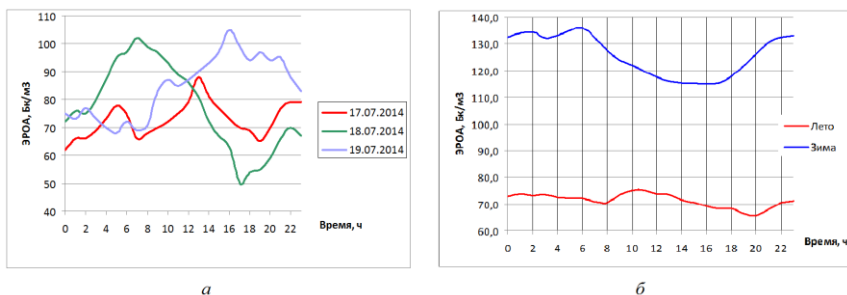 ЭРОА, Бк/м3
110
100
90
80
70
60
50
40
0 2 4 6 8 10 12 14 16 18 20 22
Время, ч
17.07.2014
18.07.2014
19.07.2014
а
ЭРОА, Бк/м3
140,0
130,0
120,0
110,0
100,0
90,0
80,0
70,0
60,0
0 2 4 6 8 10 12 14 16 18 20 22
Время, ч
Лето
Зима
б